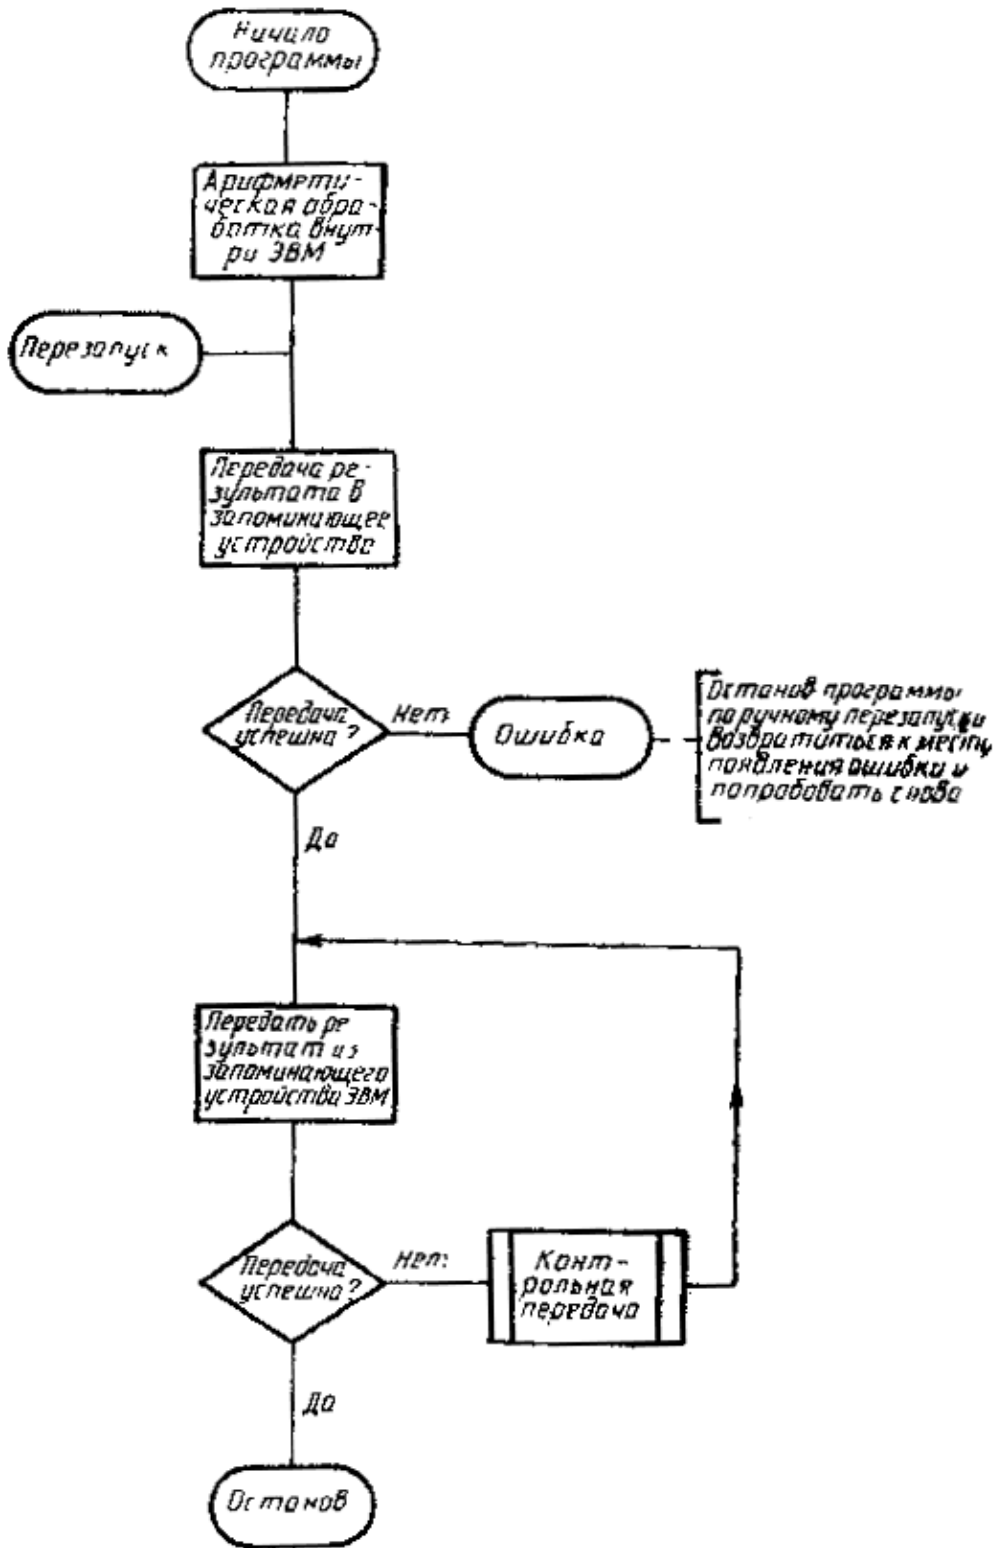 Начало
программы
Арифмети-
ческая обра-
ботка внут-
ри ЭВМ
Перезапуск
Передача ре-
зультата в
запоминающее
устройство
Передача
успешна?
Нет
Ошибка
Останов программы
по ручному перезапуску
Возвратиться к месту
появления ошибки и
попробовать снова
Да
Передать ре
зультат из
запоминающего
устройства ЭВМ
Передача
успешна?
Нет
Конт-
рольная
передача
Да
Останов